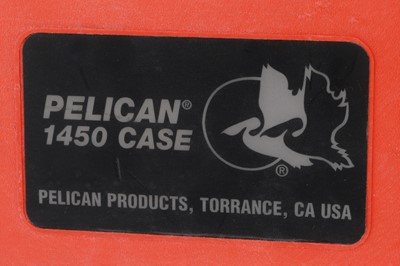 PELICAN®
1450 CASE
®
PELICAN PRODUCTS, TORRANCE, CA USA